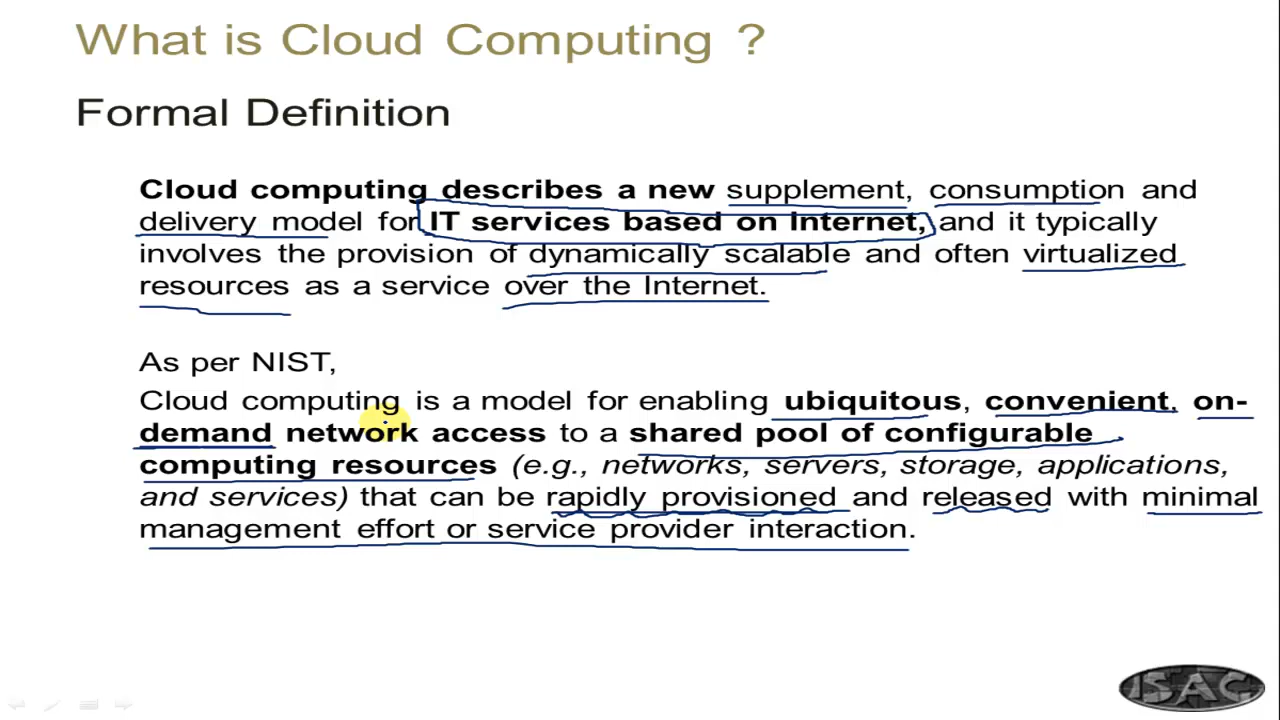 What is Cloud Computing ?
Formal Definition
Cloud computing describes a new supplement, consumption and
delivery model for IT services based on Internet, and it typically
involves the provision of dynamically scalable and often virtualized
resources as a service over the Internet.
As per NIST,
Cloud computing is a model for enabling ubiquitous, convenient, on-
demand network access to a shared pool of configurable
computing resources (e.g., networks, servers, storage, applications,
and services) that can be rapidly provisioned and released with minimal
management effort or service provider interaction.
ISAC